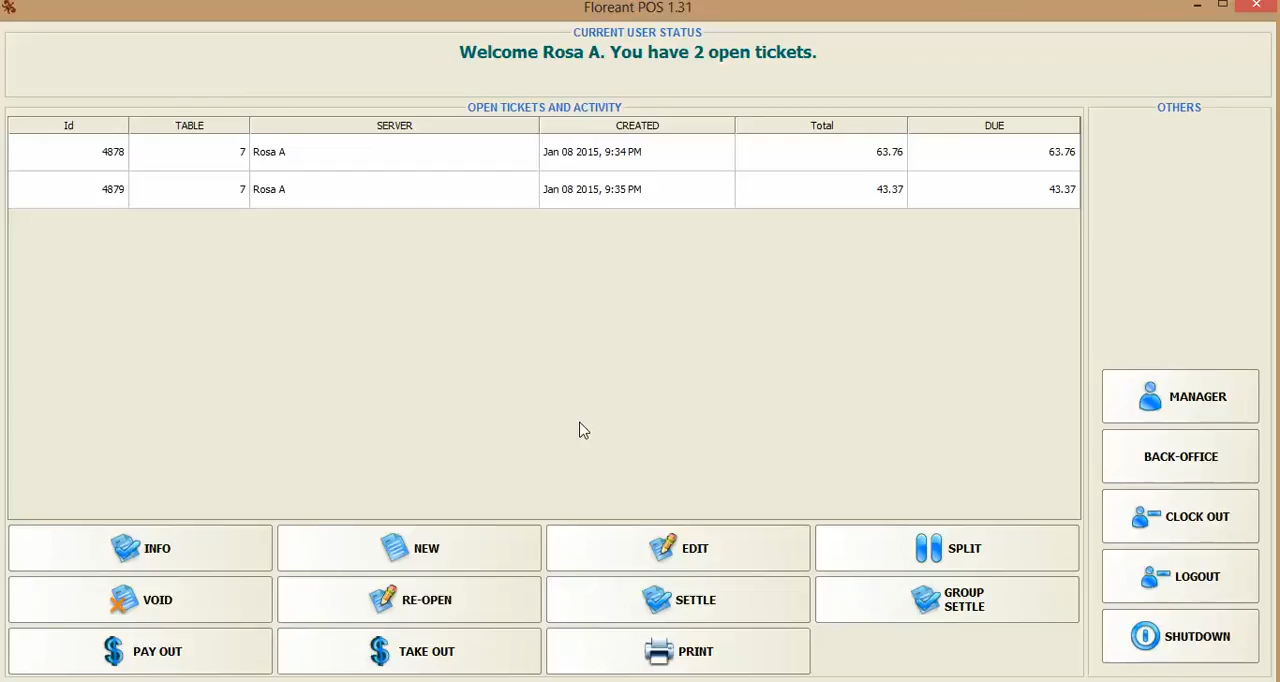 Floreant POS 1.31
CURRENT USER STATUS
Welcome Rosa A. You have 2 open tickets.
OPEN TICKETS AND ACTIVITY
OTHERS
Id TABLE SERVER CREATED Total DUE
4878 7 Rosa A Jan 08 2015, 9:34 PM 63.76 63.76
4879 7 Rosa A Jan 08 2015, 9:35 PM 43.37 43.37
MANAGER
BACK-OFFICE
CLOCK OUT
LOGOUT
SHUTDOWN
INFO NEW EDIT SPLIT
VOID RE-OPEN SETTLE GROUP
SETTLE
PAY OUT TAKE OUT PRINT